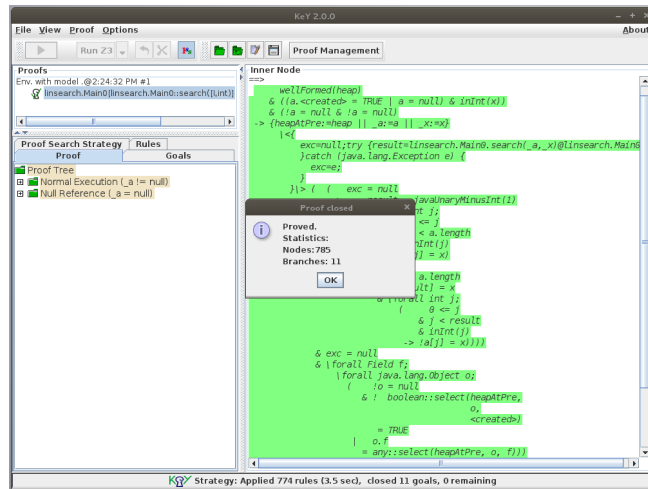 KeY 2.0.0
File View Proof Options About
Run Z3 Proof Management
Proofs
Env. with model .@2:24:32 PM #1
linsearch.Main0[linsearch.Main0::search([I,int)]
Proof Search Strategy Rules
Proof Goals
Proof Tree
Normal Execution (_a != null)
Null Reference (_a = null)
Inner Node
==>
wellFormed(heap)
& ((a.<created> = TRUE | a = null) & inInt(x))
& (!a = null & !a = null)
-> {heapAtPre:=heap || _a:=a || _x:=x}
\<{
exc=null;try {result=linsearch.Main0.search(_a,_x)@linsearch.Main0
}catch (java.lang.Exception e) {
exc=e;
}
}\> ( ( exc = null
javaUnaryMinusInt(1)
int j;
<= j
< a.length
inInt(j)
j] = x)
a.length
ult] = x
& \forall int j;
( 0 <= j
& j < result
& inInt(j)
-> !a[j] = x))))
& exc = null
& \forall Field f;
\forall java.lang.Object o;
( !o = null
& ! boolean::select(heapAtPre,
o,
<created>)
= TRUE
| o.f
= any::select(heapAtPre, o, f)))
Proof closed
Proved.
Statistics:
Nodes:785
Branches: 11
OK
KeY Strategy: Applied 774 rules (3.5 sec), closed 11 goals, 0 remaining